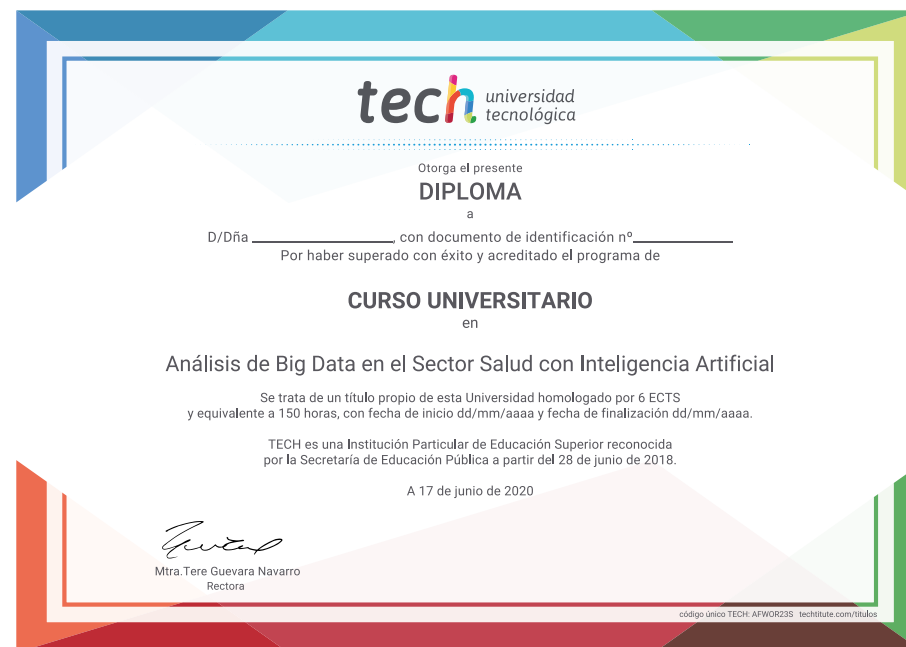 tech universidad
tecnológica
Otorga el presente
DIPLOMA
a
D/Dña ____________________, con documento de identificación nº______________
Por haber superado con éxito y acreditado el programa de
CURSO UNIVERSITARIO
en
Análisis de Big Data en el Sector Salud con Inteligencia Artificial
Se trata de un título propio de esta Universidad homologado por 6 ECTS
y equivalente a 150 horas, con fecha de inicio dd/mm/aaaa y fecha de finalización dd/mm/aaaa.
TECH es una Institución Particular de Educación Superior reconocida
por la Secretaría de Educación Pública a partir del 28 de junio de 2018.
A 17 de junio de 2020
Mtra.Tere Guevara Navarro
Rectora
código único TECH: AFWOR23S techtitute.com/titulos